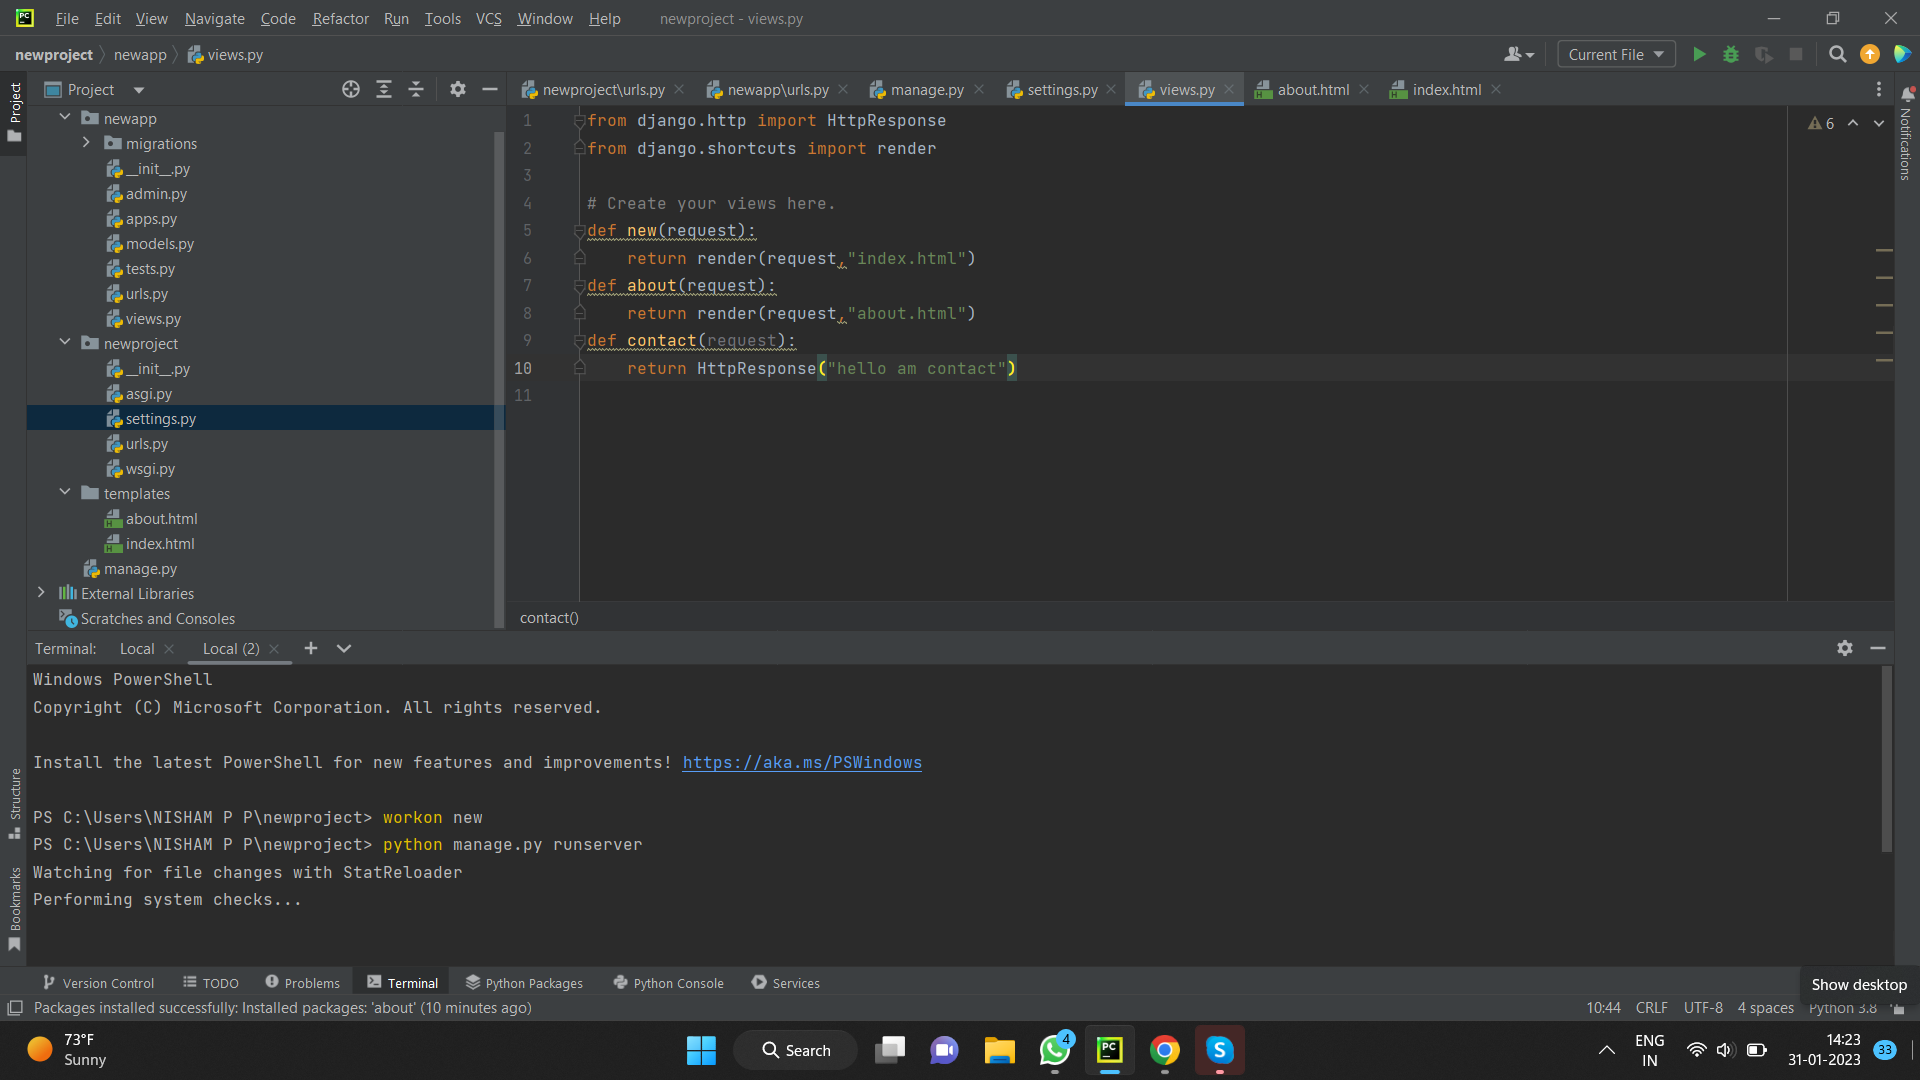 File Edit View Navigate Code Refactor Run Tools VCS Window Help newproject - views.py
newproject newapp views.py Current File
Project
newproject\urls.py newapp\urls.py manage.py settings.py views.py about.html index.html
Project
Structure
Bookmarks
Notifications
newapp
migrations
__init__.py
admin.py
apps.py
models.py
tests.py
urls.py
views.py
newproject
__init__.py
asgi.py
settings.py
urls.py
wsgi.py
templates
about.html
index.html
manage.py
External Libraries
Scratches and Consoles
6
1 from django.http import HttpResponse
2 from django.shortcuts import render
3
4 # Create your views here.
5 def new(request):
6 return render(request,"index.html")
7 def about(request):
8 return render(request,"about.html")
9 def contact(request):
10 return HttpResponse("hello am contact")
11
contact()
Terminal: Local Local (2)
Windows PowerShell
Copyright (C) Microsoft Corporation. All rights reserved.
Install the latest PowerShell for new features and improvements! https://aka.ms/PSWindows
PS C:\Users\NISHAM P P\newproject> workon new
PS C:\Users\NISHAM P P\newproject> python manage.py runserver
Watching for file changes with StatReloader
Performing system checks...
Version Control TODO Problems Terminal Python Packages Python Console Services
Show desktop
Packages installed successfully: Installed packages: 'about' (10 minutes ago) 10:44 CRLF UTF-8 4 spaces Python 3.8
73°F
Sunny
Search
4
PC
ENG
IN
14:23
31-01-2023
33